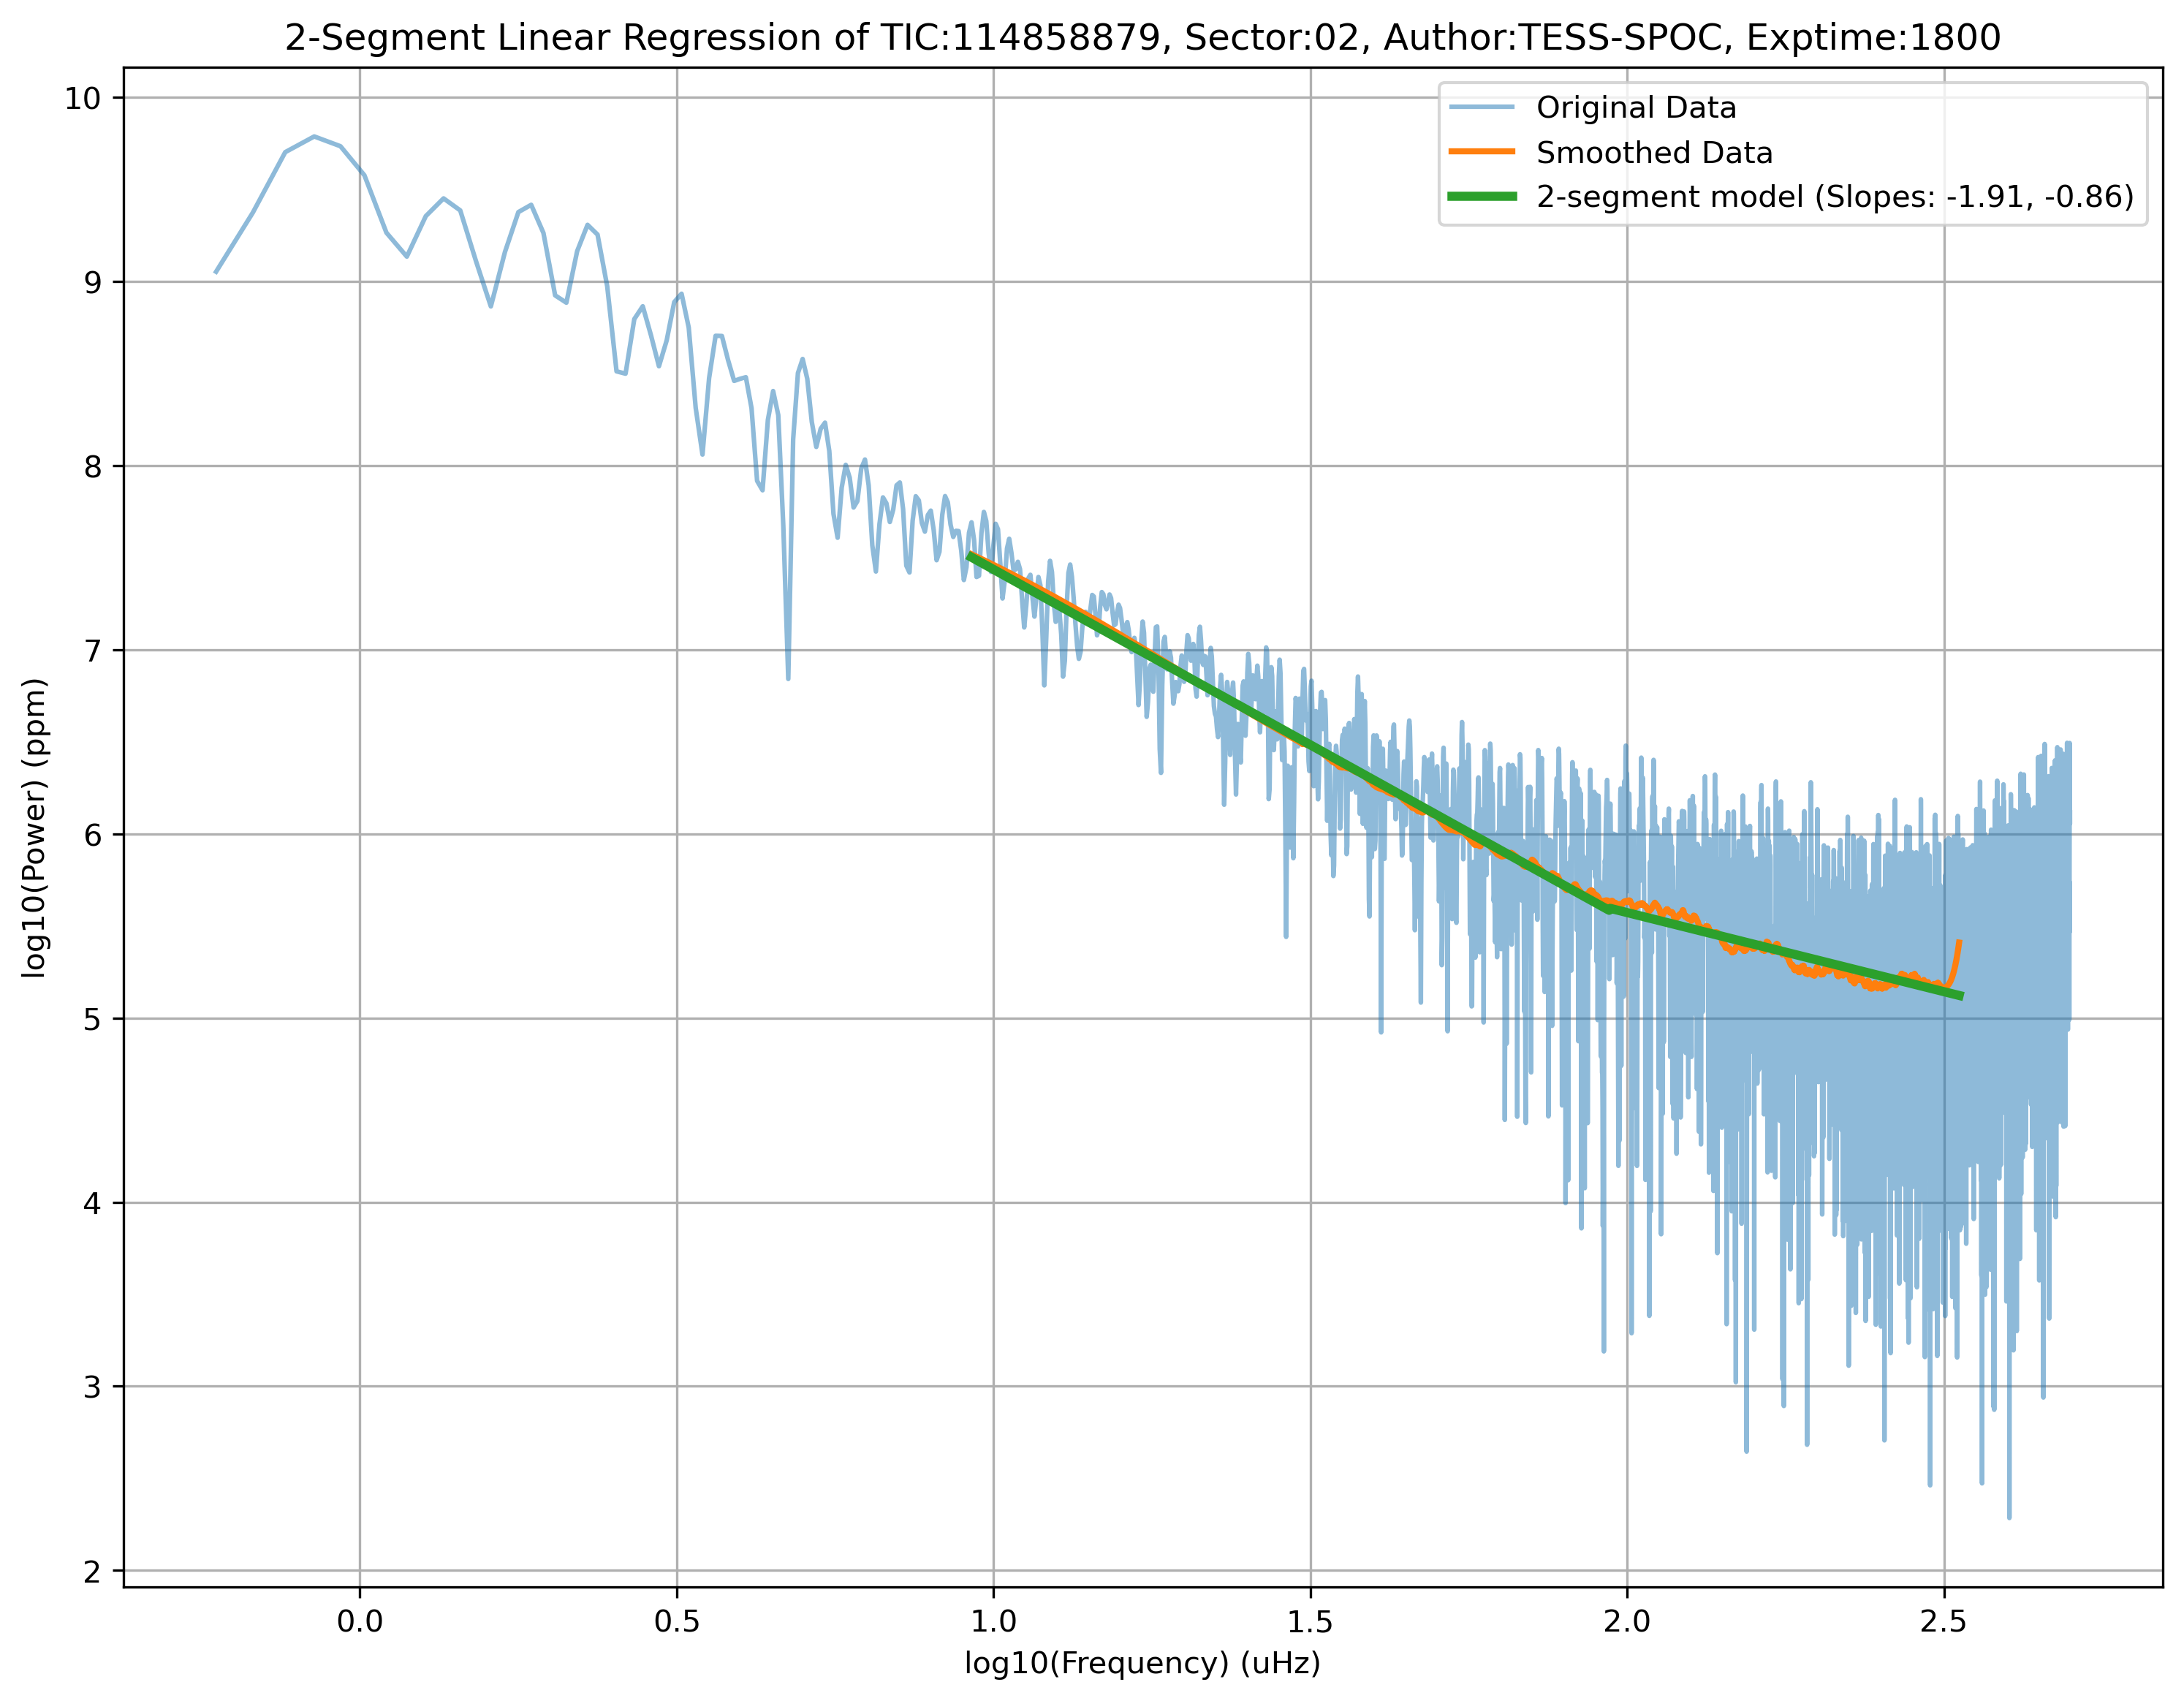 2-Segment Linear Regression of TIC:114858879, Sector:02, Author:TESS-SPOC, Exptime:1800
Original Data
Smoothed Data
2-segment model (Slopes: -1.91, -0.86)
log10(Power) (ppm)
10
9
8
7
6
5
4
3
2
0.0 0.5 1.0 1.5 2.0 2.5
log10(Frequency) (uHz)